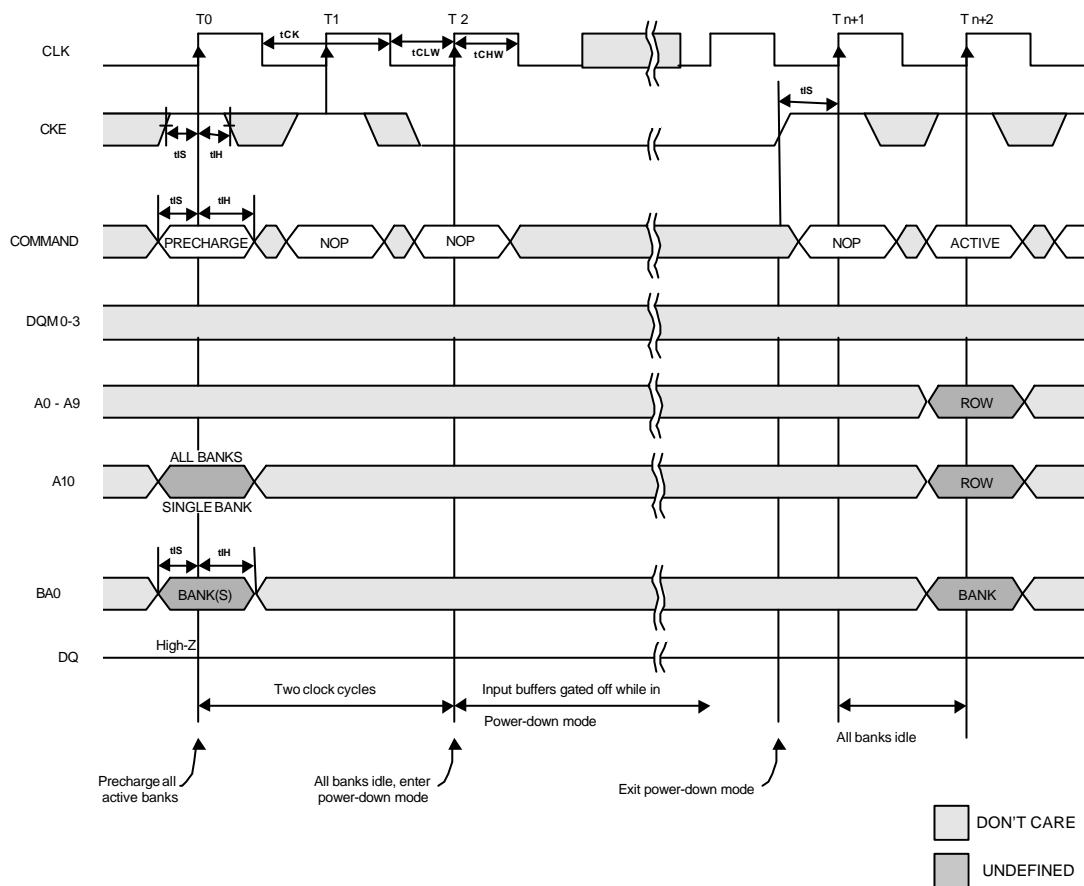 T0 T1 T 2 T n+1 T n+2
CLK tCK tCLW tCHW
CKE tIS tIH tIS
tIS tIH
COMMAND PRECHARGE NOP NOP NOP ACTIVE
DQM 0-3
A0 - A9 ROW
ALL BANKS
A10 ROW
SINGLE BANK
tIS tIH
BA0 BANK(S) BANK
High-Z
DQ
Two clock cycles Input buffers gated off while in
Power-down mode
All banks idle
Precharge all
active banks
All banks idle, enter
power-down mode
Exit power-down mode
DON'T CARE
UNDEFINED